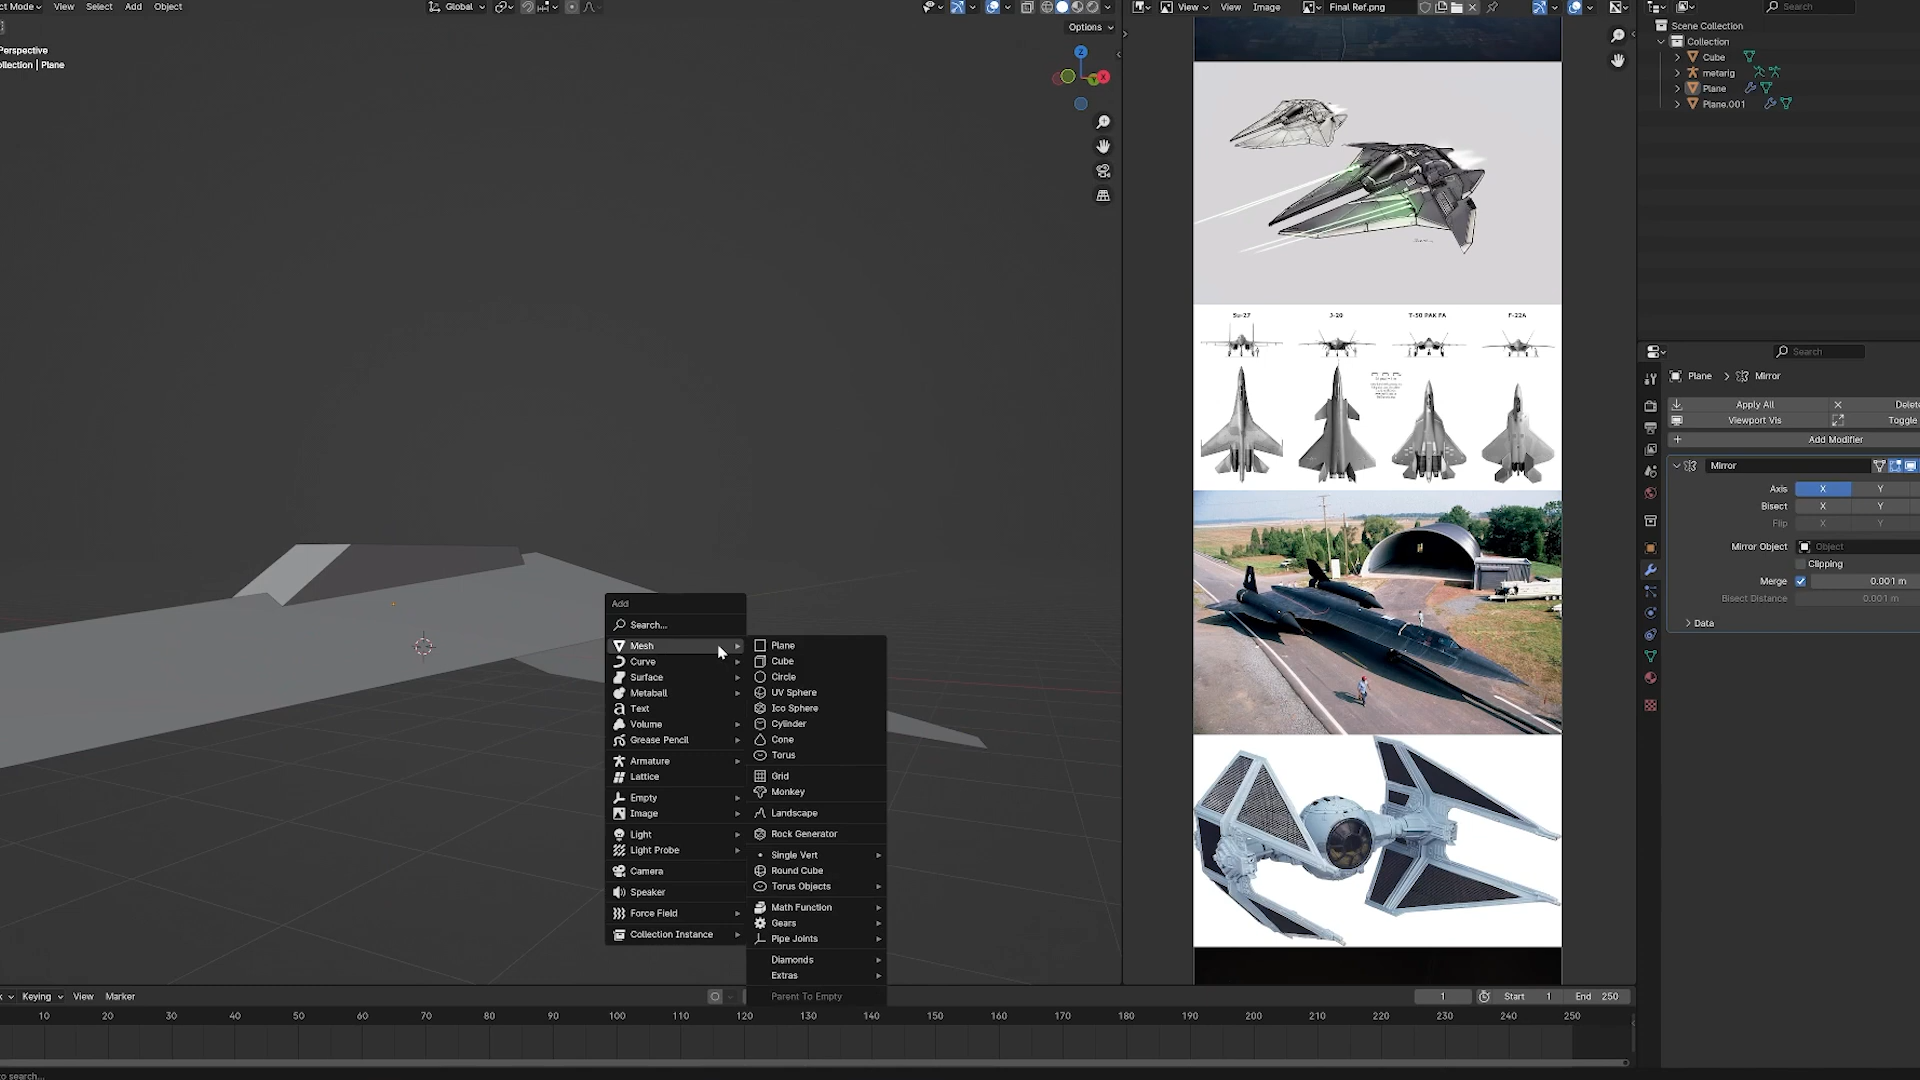 ct Mode View Select Add Object
Global
Options
Perspective
ollection | Plane
Z
X
Y
View View Image Final Ref.png
Su-27 J-20 T-50 PAK FA F-22A
Search
Scene Collection
Collection
Cube
metarig
Plane
Plane.001
Search
Plane > Mirror
Apply All Delete
Viewport Vis Toggle
Add Modifier
Mirror
Axis X Y
Bisect X Y
Flip X Y
Mirror Object Object
Clipping
Merge 0.001 m
Bisect Distance 0.001 m
Data
Add
Search...
Mesh
Curve
Surface
Metaball
Text
Volume
Grease Pencil
Armature
Lattice
Empty
Image
Light
Light Probe
Camera
Speaker
Force Field
Collection Instance
Plane
Cube
Circle
UV Sphere
Ico Sphere
Cylinder
Cone
Torus
Grid
Monkey
Landscape
Rock Generator
Single Vert
Round Cube
Torus Objects
Math Function
Gears
Pipe Joints
Diamonds
Extras
Parent To Empty
Keying View Marker
1 Start 1 End 250
10 20 30 40 50 60 70 80 90 100 110 120 130 140 150 160 170 180 190 200 210 220 230 240 250
to search...